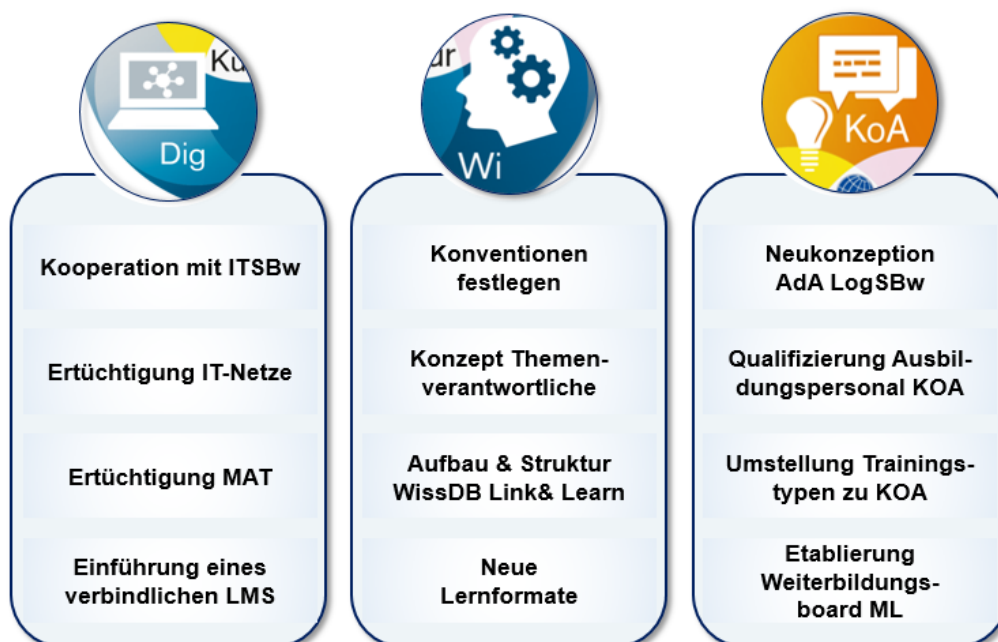 Ku
Dig
Kooperation mit ITSBw
Ertüchtigung IT-Netze
Ertüchtigung MAT
Einführung eines
verbindlichen LMS
ur
Wi
Konventionen
festlegen
Konzept Themen-
verantwortliche
Aufbau & Struktur
WissDB Link& Learn
Neue
Lernformate
KoA
Neukonzeption
AdA LogSBw
Qualifizierung Ausbil-
dungspersonal KOA
Umstellung Trainings-
typen zu KOA
Etablierung
Weiterbildungs-
board ML